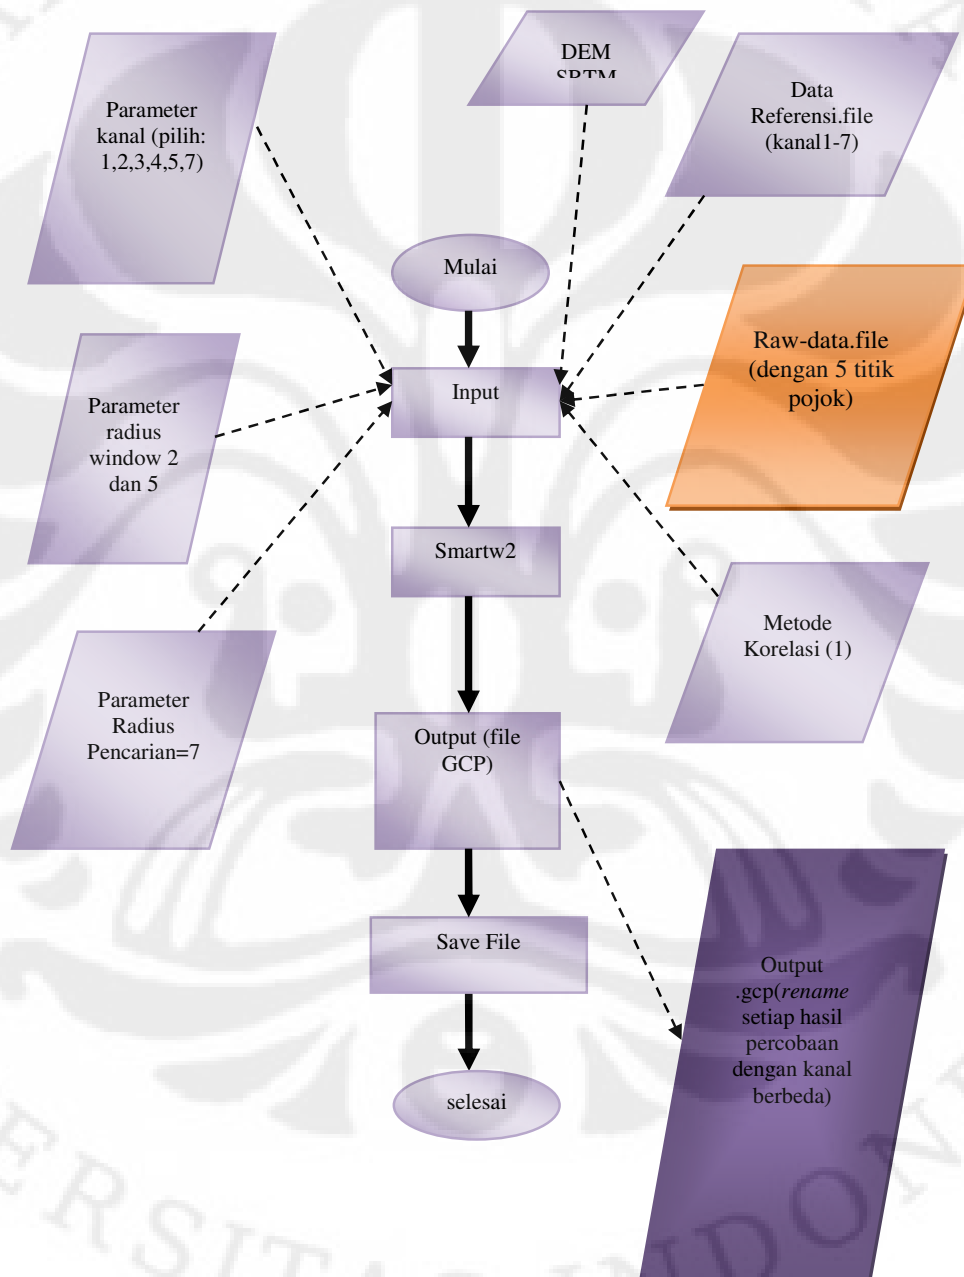 DEM
SRTM
Parameter
kanal (pilih:
1,2,3,4,5,7)
Data
Referensi.file
(kanal1-7)
Mulai
Raw-data.file
(dengan 5 titik
pojok)
Input
Parameter
radius
window 2
dan 5
Smartw2
Metode
Korelasi (1)
Parameter
Radius
Pencarian=7
Output (file
GCP)
Save File
Output
.gcp(rename
setiap hasil
percobaan
dengan kanal
berbeda)
selesai